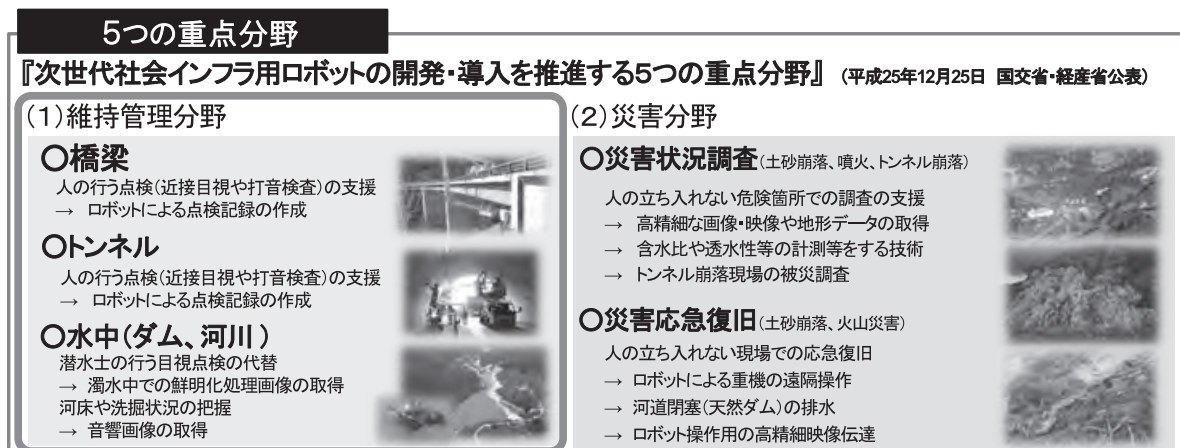 5つの重点分野
『次世代社会インフラ用ロボットの開発・導入を推進する5つの重点分野』 (平成25年12月25日 国交省・経産省公表)
(1)維持管理分野
〇橋梁
人の行う点検(近接目視や打音検査)の支援
→ ロボットによる点検記録の作成
〇トンネル
人の行う点検(近接目視や打音検査)の支援
→ ロボットによる点検記録の作成
〇水中(ダム、河川)
潜水士の行う目視点検の代替
→ 濁水中での鮮明化処理画像の取得
河床や洗掘状況の把握
→ 音響画像の取得
(2)災害分野
〇災害状況調査(土砂崩落、噴火、トンネル崩落)
人の立ち入れない危険箇所での調査の支援
→ 高精細な画像・映像や地形データの取得
→ 含水比や透水性等の計測等をする技術
→ トンネル崩落現場の被災調査
〇災害応急復旧(土砂崩落、火山災害)
人の立ち入れない現場での応急復旧
→ ロボットによる重機の遠隔操作
→ 河道閉塞(天然ダム)の排水
→ ロボット操作用の高精細映像伝達